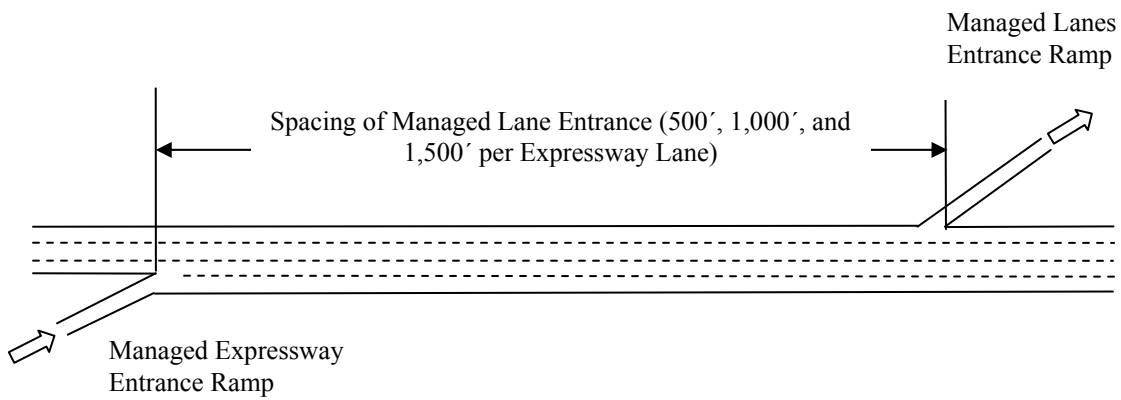 Managed Lanes
Entrance Ramp
Spacing of Managed Lane Entrance (500´, 1,000´, and
1,500´ per Expressway Lane)
Managed Expressway
Entrance Ramp